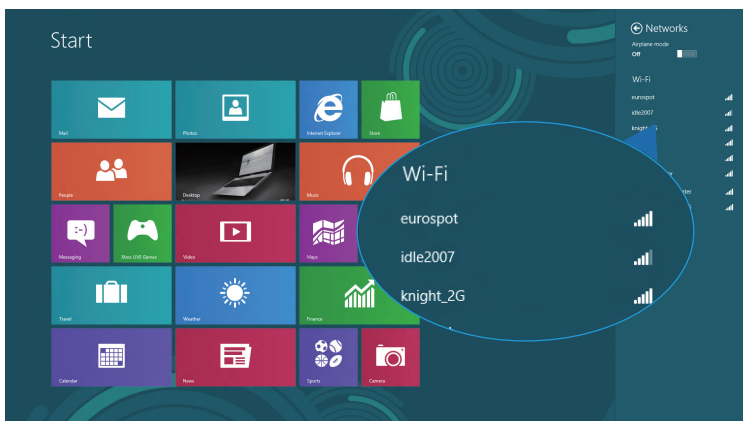 Start
Mail
Photos
Internet Explorer
Store
People
Desktop
Music
Messaging
Xbox LIVE Games
Video
Maps
Travel
Weather
Finance
Calendar
News
Sports
Camera
Networks
Airplane mode
Off
Wi-Fi
eurospot
idle2007
Wi-Fi
eurospot
idle2007
knight_2G